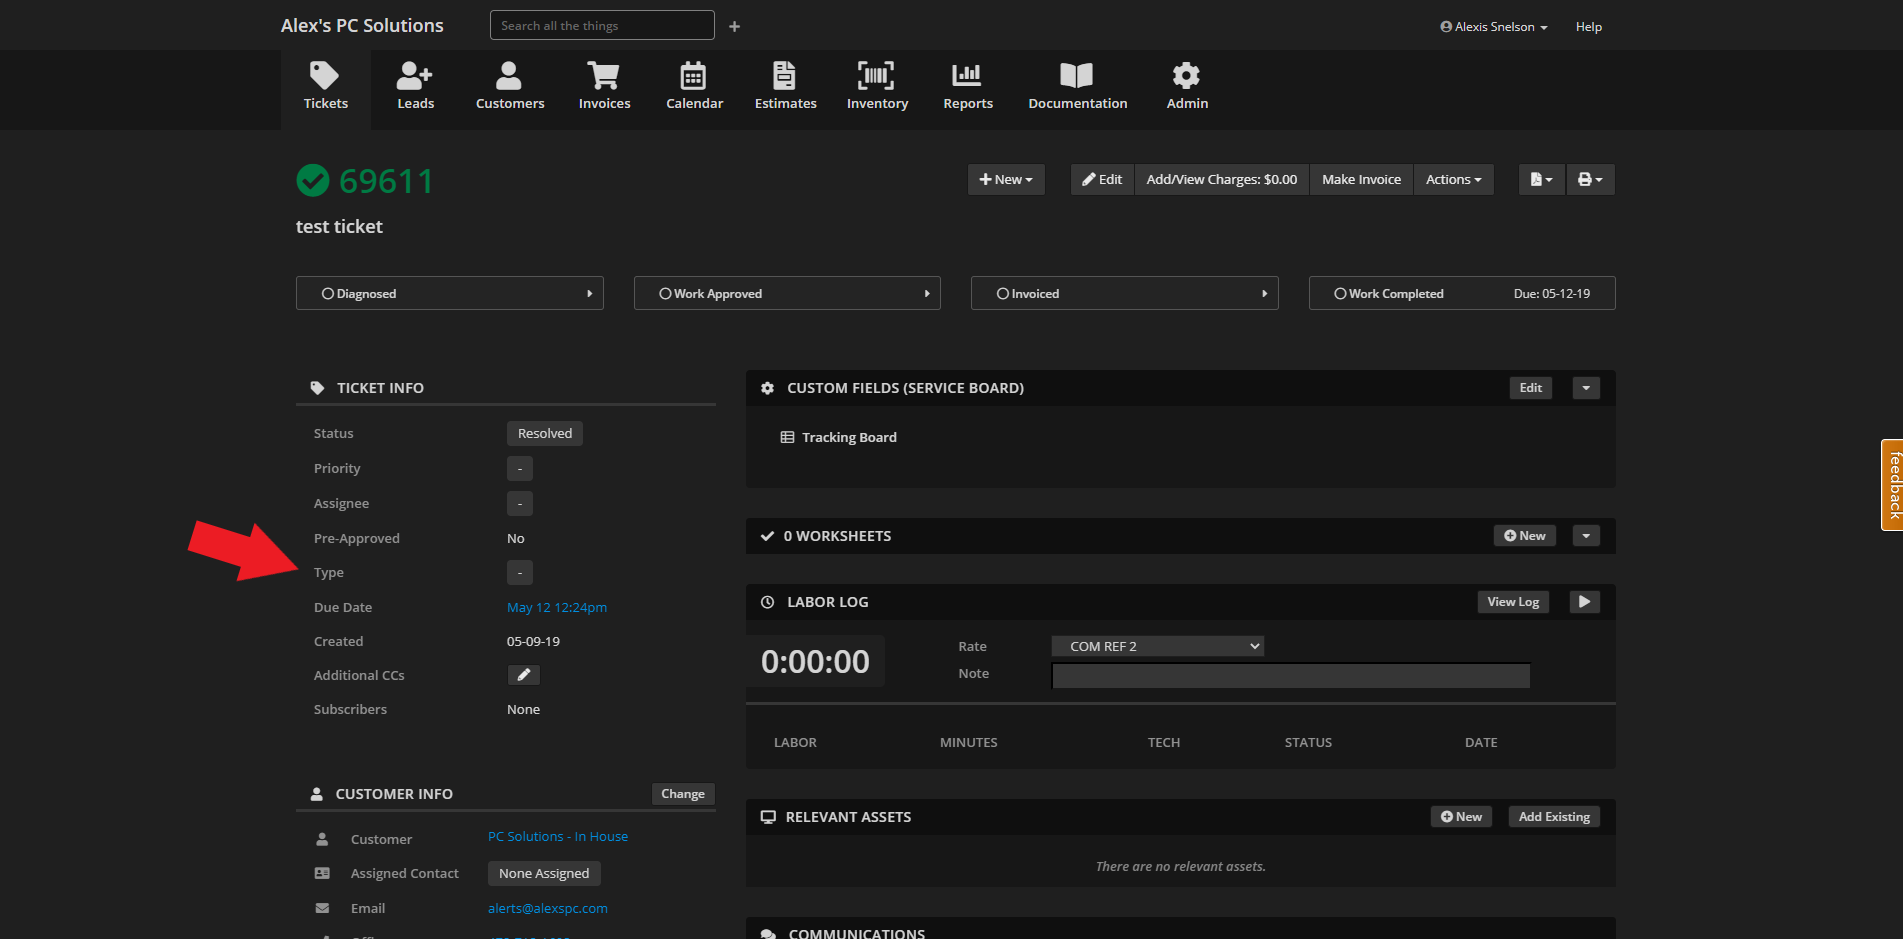 Alex's PC Solutions
Search all the things
+
Alexis Snelson
Help
Tickets
Leads
Customers
Invoices
Calendar
Estimates
Inventory
Reports
Documentation
Admin
69611
test ticket
New
Edit
Add/View Charges: $0.00
Make Invoice
Actions
Diagnosed
Work Approved
Invoiced
Work Completed
Due: 05-12-19
TICKET INFO
Status
Resolved
Priority
-
Assignee
-
Pre-Approved
No
Type
-
Due Date
May 12 12:24pm
Created
05-09-19
Additional CCs
Subscribers
None
CUSTOMER INFO
Change
Customer
PC Solutions - In House
Assigned Contact
None Assigned
Email
alerts@alexspc.com
CUSTOM FIELDS (SERVICE BOARD)
Edit
Tracking Board
0 WORKSHEETS
New
LABOR LOG
View Log
0:00:00
Rate
COM REF 2
Note
LABOR
MINUTES
TECH
STATUS
DATE
RELEVANT ASSETS
New
Add Existing
There are no relevant assets.
COMMUNICATIONS
feedback